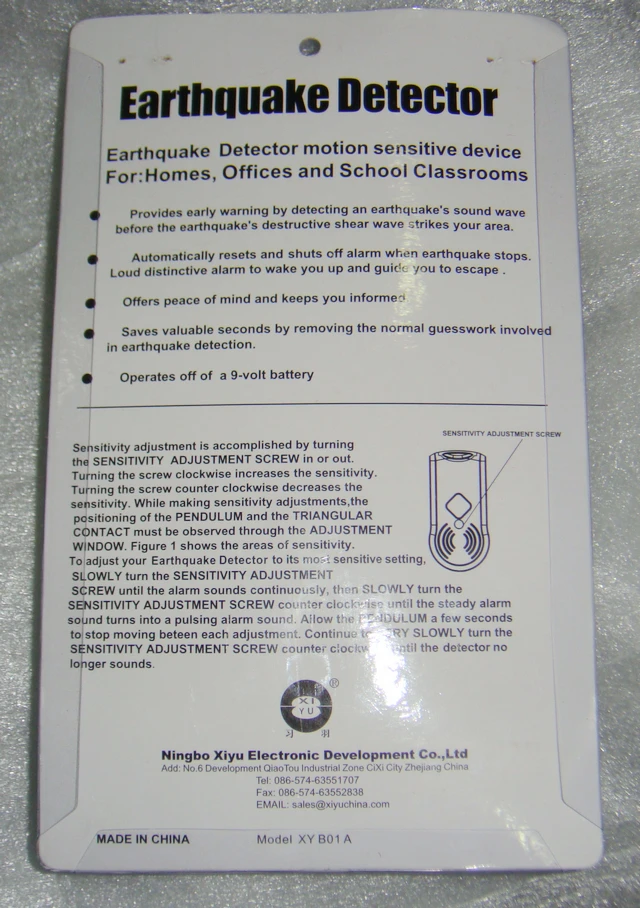 Earthquake Detector
Earthquake Detector motion sensitive device
For:Homes, Offices and School Classrooms
Provides early warning by detecting an earthquake's sound wave
before the earthquake's destructive shear wave strikes your area.
Automatically resets and shuts off alarm when earthquake stops.
Loud distinctive alarm to wake you up and guide you to escape .
Offers peace of mind and keeps you informed
Saves valuable seconds by removing the normal guesswork involved
in earthquake detection.
Operates off of a 9-volt battery
SENSITIVITY ADJUSTMENT SCREW
Sensitivity adjustment is accomplished by turning
the SENSITIVITY ADJUSTMENT SCREW in or out.
Turning the screw clockwise increases the sensitivity.
Turning the screw counter clockwise decreases the
sensitivity. While making sensitivity adjustments,the
positioning of the PENDULUM and the TRIANGULAR
CONTACT must be observed through the ADJUSTMENT
WINDOW. Figure 1 shows the areas of sensitivity.
To adjust your Earthquake Detector to its most sensitive setting,
SLOWLY turn the SENSITIVITY ADJUSTMENT
SCREW until the alarm sounds continuously, then SLOWLY turn the
SENSITIVITY ADJUSTMENT SCREW counter clockwise until the steady alarm
sound turns into a pulsing alarm sound. Allow the PENDULUM a few seconds
to stop moving beteen each adjustment. Continue to VERY SLOWLY turn the
SENSITIVITY ADJUSTMENT SCREW counter clockwise until the detector no
longer sounds.
®
XI
YU
习 羽
Ningbo Xiyu Electronic Development Co.,Ltd
Add: No.6 Development QiaoTou Industrial Zone CiXi City Zhejiang China
Tel: 086-574-63551707
Fax: 086-574-63552838
EMAIL: sales@xiyuchina.com
MADE IN CHINA Model XY B01 A